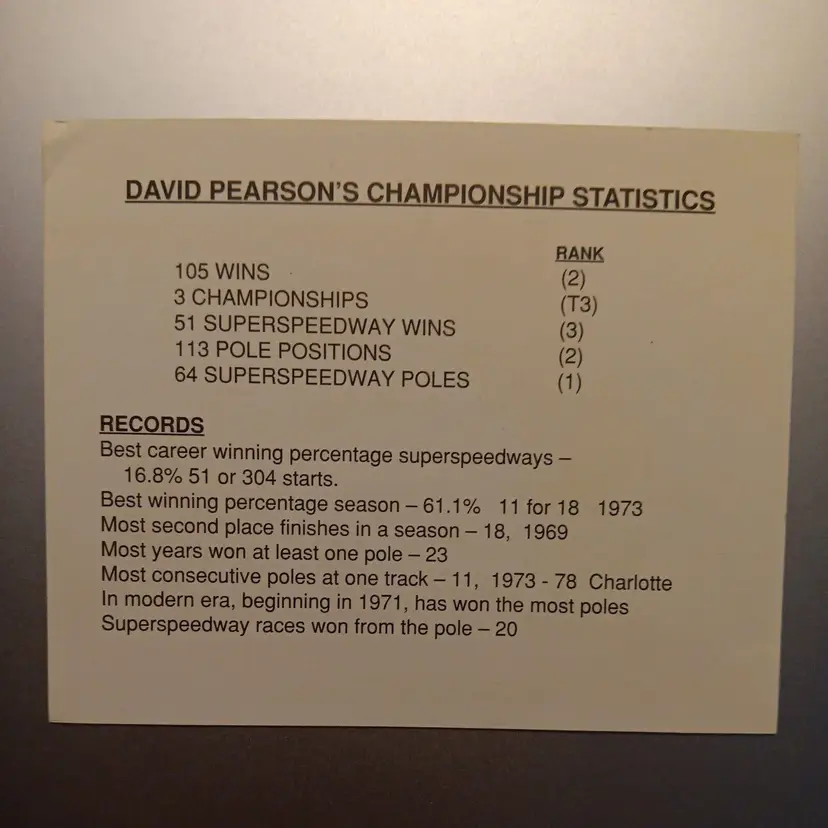 DAVID PEARSON'S CHAMPIONSHIP STATISTICS
RANK
105 WINS (2)
3 CHAMPIONSHIPS (T3)
51 SUPERSPEEDWAY WINS (3)
113 POLE POSITIONS (2)
64 SUPERSPEEDWAY POLES (1)
RECORDS
Best career winning percentage superspeedways –
16.8% 51 or 304 starts.
Best winning percentage season – 61.1% 11 for 18 1973
Most second place finishes in a season – 18, 1969
Most years won at least one pole – 23
Most consecutive poles at one track – 11, 1973 - 78 Charlotte
In modern era, beginning in 1971, has won the most poles
Superspeedway races won from the pole – 20